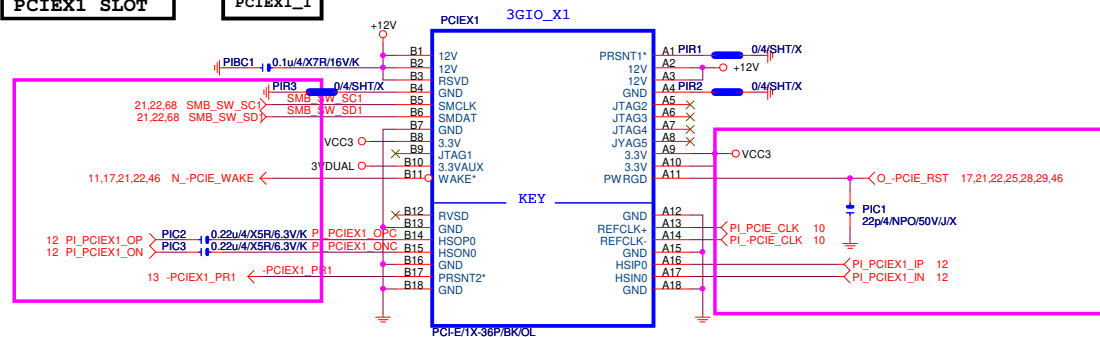 PCIEX1 SLOT
PCIEX1_1
3GIO_X1
PCIEX1
+12V
PIBC1 0.1u/4/X7R/16V/K
PIR3 0/4/SHT/X
21,22,68 SMB_SW_SC1 SMB_SW_SC1
21,22,68 SMB_SW_SD1 SMB_SW_SD1
VCC3
3VDUAL
11,17,21,22,46 N_-PCIE_WAKE
12 PI_PCIEX1_OP PIC2 0.22u/4/X5R/6.3V/K PI_PCIEX1_OPC
12 PI_PCIEX1_ON PIC3 0.22u/4/X5R/6.3V/K PI_PCIEX1_ONC
13 -PCIEX1_PR1 -PCIEX1_PR1
B1 12V PRSNT1* A1 PIR1 0/4/SHT/X
B2 12V 12V A2 +12V
B3 RSVD 12V A3
B4 GND GND A4 PIR2 0/4/SHT/X
B5 SMCLK JTAG2 A5
B6 SMDAT JTAG3 A6
B7 GND JTAG4 A7
B8 3.3V JYAG5 A8
B9 JTAG1 3.3V A9 VCC3
B10 3.3VAUX 3.3V A10
B11 WAKE* PWRGD A11 O_-PCIE_RST 17,21,22,25,28,29,46
KEY
PIC1
22p/4/NPO/50V/J/X
B12 RVSD GND A12
B13 GND REFCLK+ A13 PI_PCIE_CLK 10
B14 HSOP0 REFCLK- A14 PI_-PCIE_CLK 10
B15 HSON0 GND A15
B16 GND HSIP0 A16 PI_PCIEX1_IP 12
B17 PRSNT2* HSIN0 A17 PI_PCIEX1_IN 12
B18 GND GND A18
PCI-E/1X-36P/BK/OL